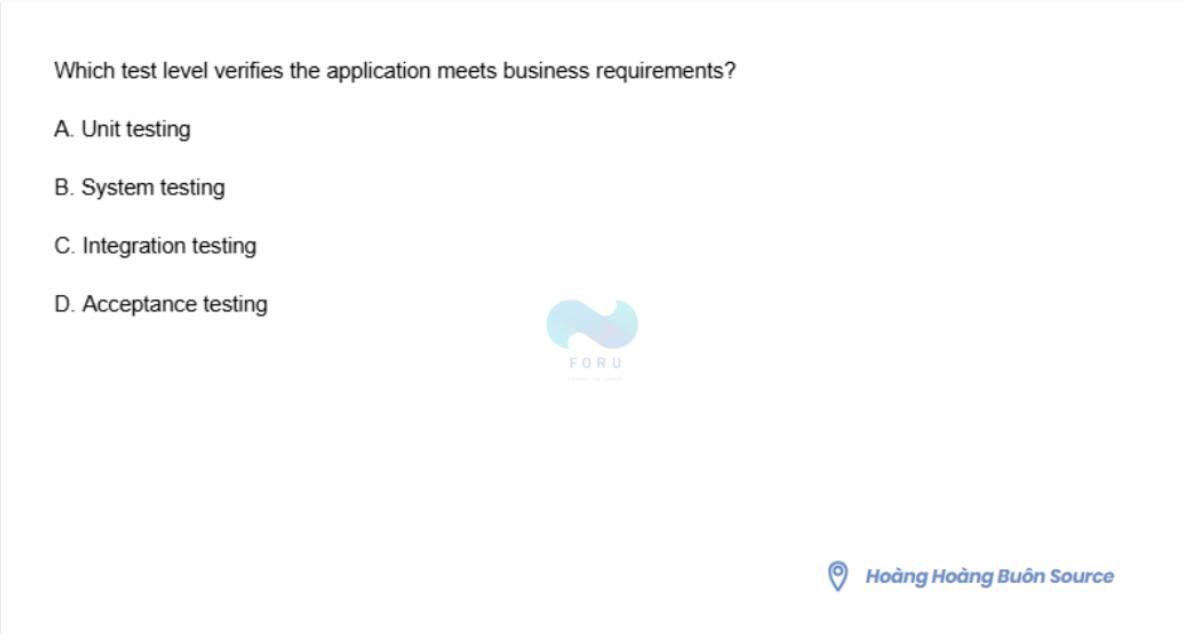 Which test level verifies the application meets business requirements?
A. Unit testing
B. System testing
C. Integration testing
D. Acceptance testing
FORU
Hoàng Hoàng Buôn Source